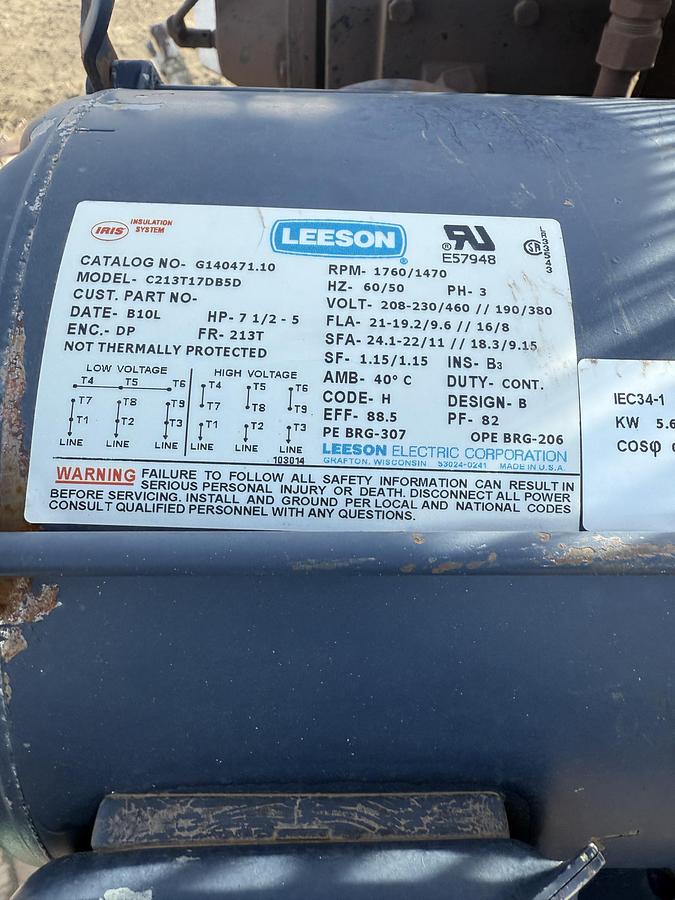 IRIS INSULATION SYSTEM
LEESON
®
E57948
LR33543
CATALOG NO- G140471.10
MODEL- C213T17DB5D
CUST. PART NO-
DATE- B10L HP- 7 1/2 - 5
ENC.- DP FR- 213T
NOT THERMALLY PROTECTED
RPM- 1760/1470
HZ- 60/50 PH- 3
VOLT- 208-230/460 // 190/380
FLA- 21-19.2/9.6 // 16/8
SFA- 24.1-22/11 // 18.3/9.15
SF- 1.15/1.15 INS- B3
AMB- 40° C DUTY- CONT.
CODE- H DESIGN- B
EFF- 88.5 PF- 82
PE BRG-307 OPE BRG-206
LOW VOLTAGE
T4 T5 T6
T7 T8 T9
T1 T2 T3
LINE LINE LINE
HIGH VOLTAGE
T4 T5 T6
T7 T8 T9
T1 T2 T3
LINE LINE LINE
103014
LEESON ELECTRIC CORPORATION
GRAFTON, WISCONSIN 53024-0241 MADE IN U.S.A.
WARNING FAILURE TO FOLLOW ALL SAFETY INFORMATION CAN RESULT IN
SERIOUS PERSONAL INJURY OR DEATH. DISCONNECT ALL POWER
BEFORE SERVICING. INSTALL AND GROUND PER LOCAL AND NATIONAL CODES
CONSULT QUALIFIED PERSONNEL WITH ANY QUESTIONS.
IEC34-1
KW 5.6
COSφ